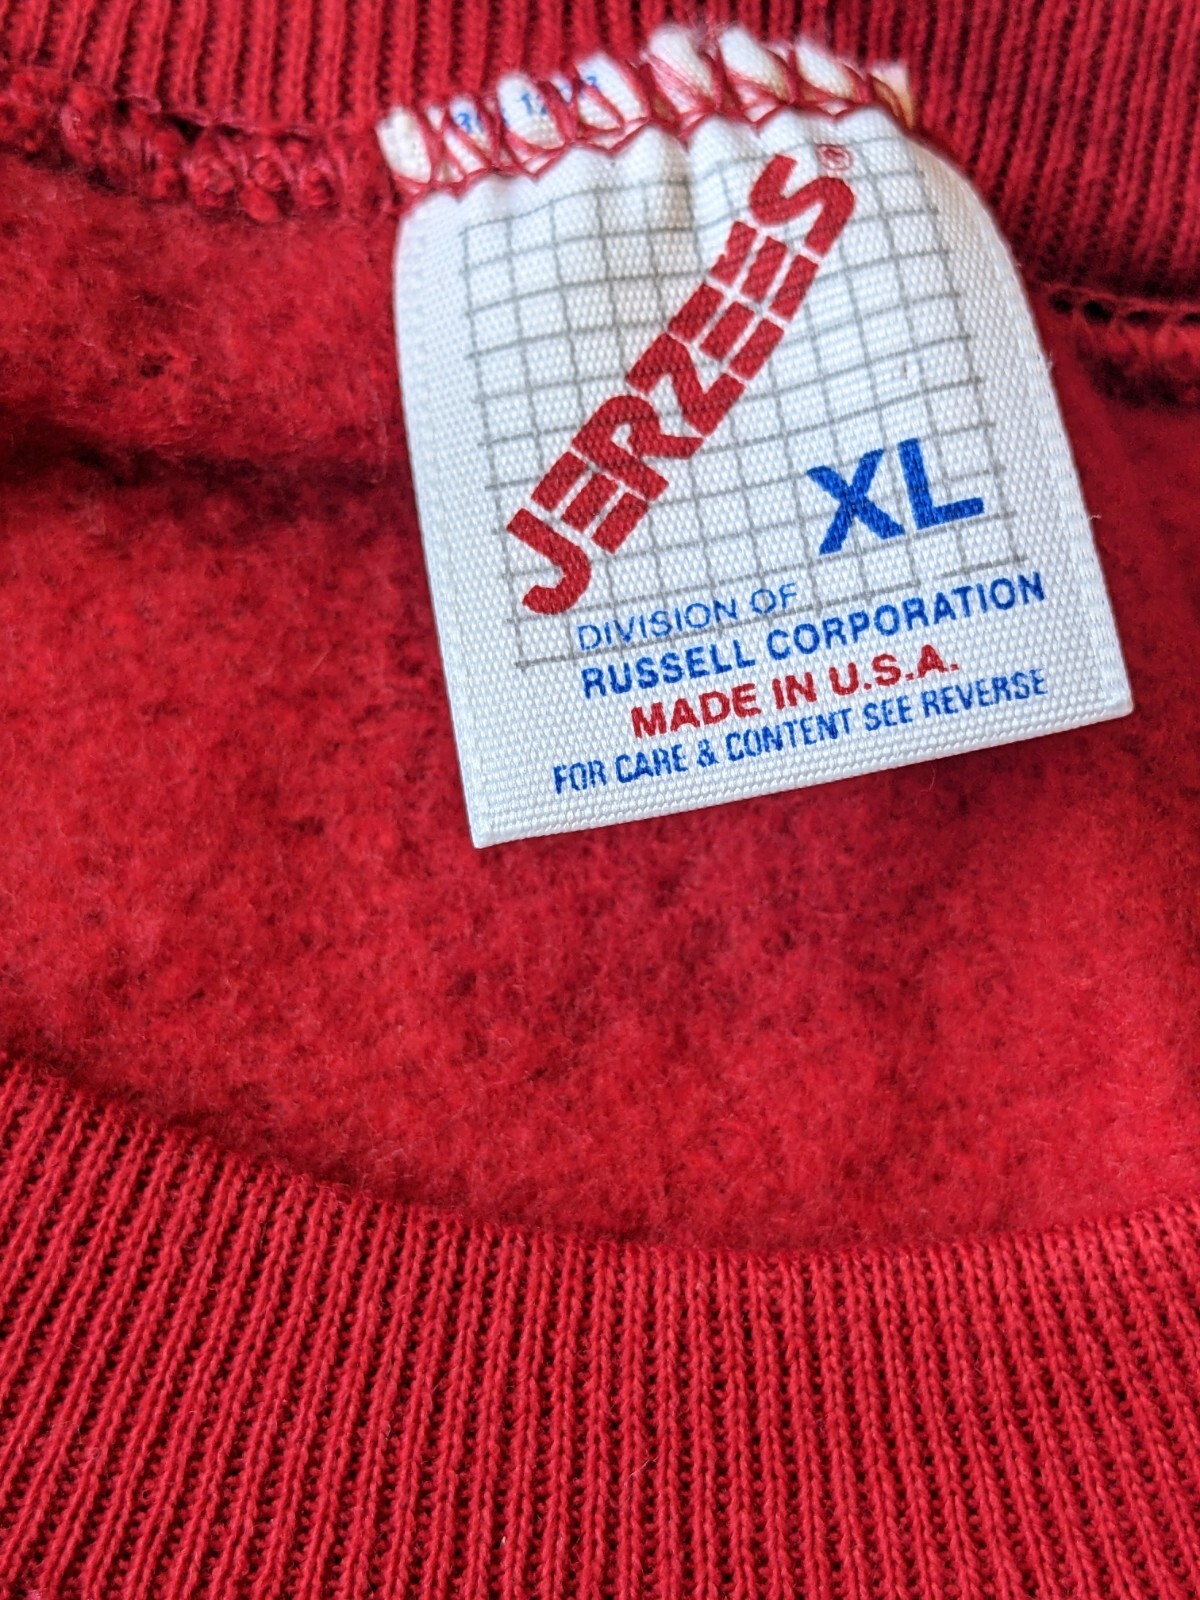 JERZEES®
XL
DIVISION OF
RUSSELL CORPORATION
MADE IN U.S.A.
FOR CARE & CONTENT SEE REVERSE